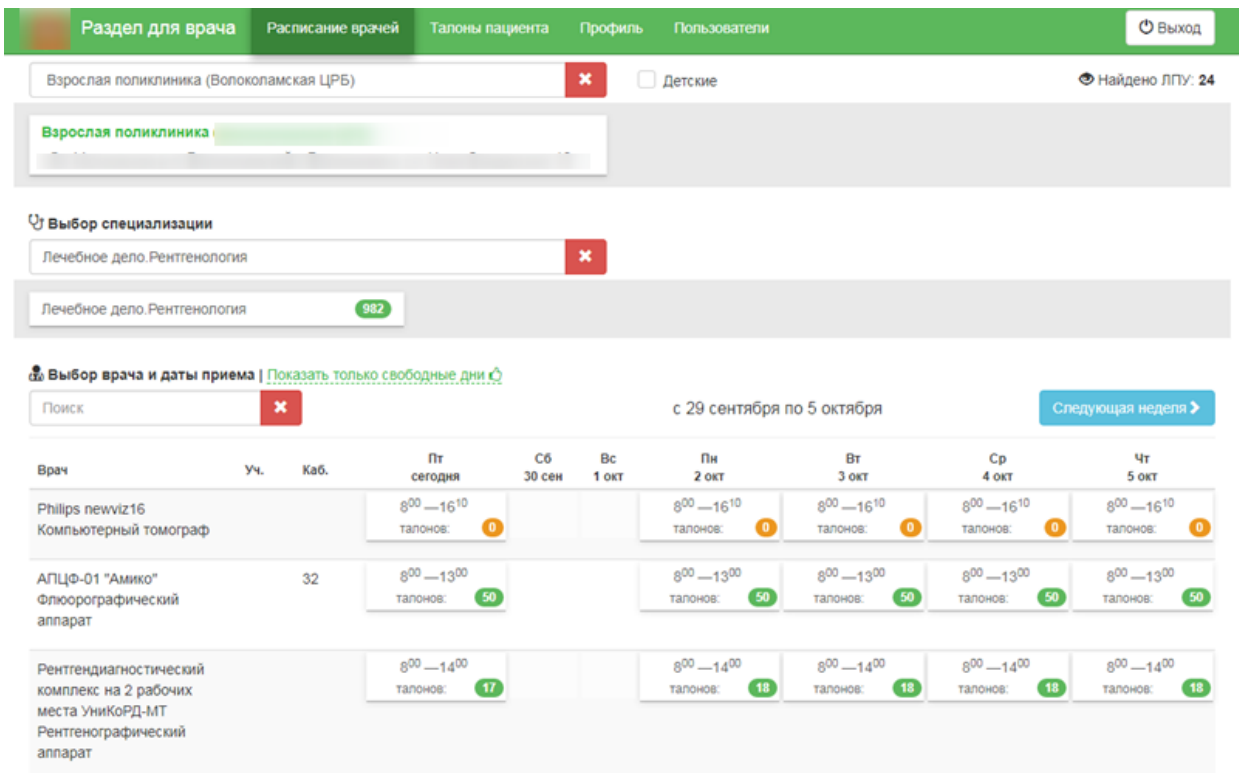 Раздел для врача Расписание врачей Талоны пациента Профиль Пользователи Выход
Взрослая поликлиника (Волоколамская ЦРБ) Детские Найдено ЛПУ: 24
Взрослая поликлиника
Выбор специализации
Лечебное дело.Рентгенология
Лечебное дело.Рентгенология 982
Выбор врача и даты приема | Показать только свободные дни
Поиск с 29 сентября по 5 октября Следующая неделя
Врач Уч. Каб. Пт Сб Вс Пн Вт Ср Чт
сегодня 30 сен 1 окт 2 окт 3 окт 4 окт 5 окт
Philips newviz16 8⁰⁰—16¹⁰ 8⁰⁰—16¹⁰ 8⁰⁰—16¹⁰ 8⁰⁰—16¹⁰ 8⁰⁰—16¹⁰
Компьютерный томограф талонов: 0 талонов: 0 талонов: 0 талонов: 0 талонов: 0
АПЦФ-01 "Амико" 32 8⁰⁰—13⁰⁰ 8⁰⁰—13⁰⁰ 8⁰⁰—13⁰⁰ 8⁰⁰—13⁰⁰ 8⁰⁰—13⁰⁰
Флюорографический талонов: 50 талонов: 50 талонов: 50 талонов: 50 талонов: 50
аппарат
Рентгендиагностический 8⁰⁰—14⁰⁰ 8⁰⁰—14⁰⁰ 8⁰⁰—14⁰⁰ 8⁰⁰—14⁰⁰ 8⁰⁰—14⁰⁰
комплекс на 2 рабочих талонов: 17 талонов: 18 талонов: 18 талонов: 18 талонов: 18
места УниКоРД-МТ
Рентгенографический
аппарат